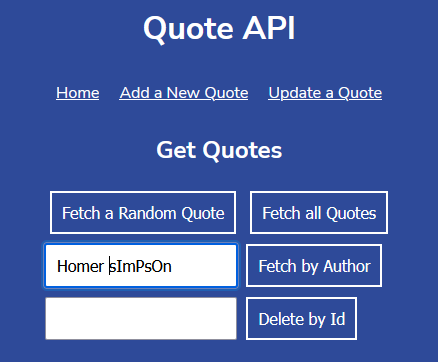 Quote API
Home Add a New Quote Update a Quote
Get Quotes
Fetch a Random Quote Fetch all Quotes
Homer sImPsOn Fetch by Author
Delete by Id